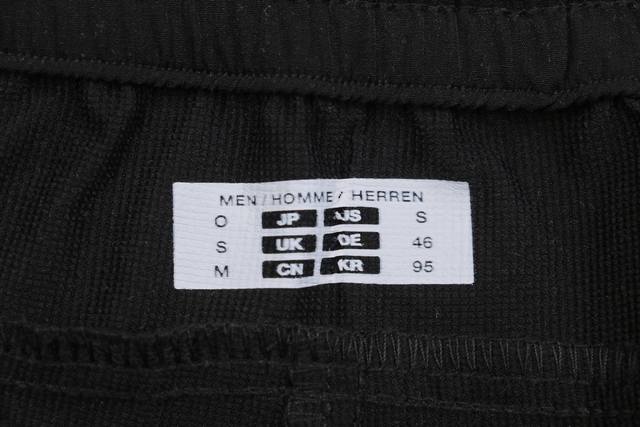 MEN / HOMME / HERREN
O JP US S
S UK DE 46
M CN KR 95